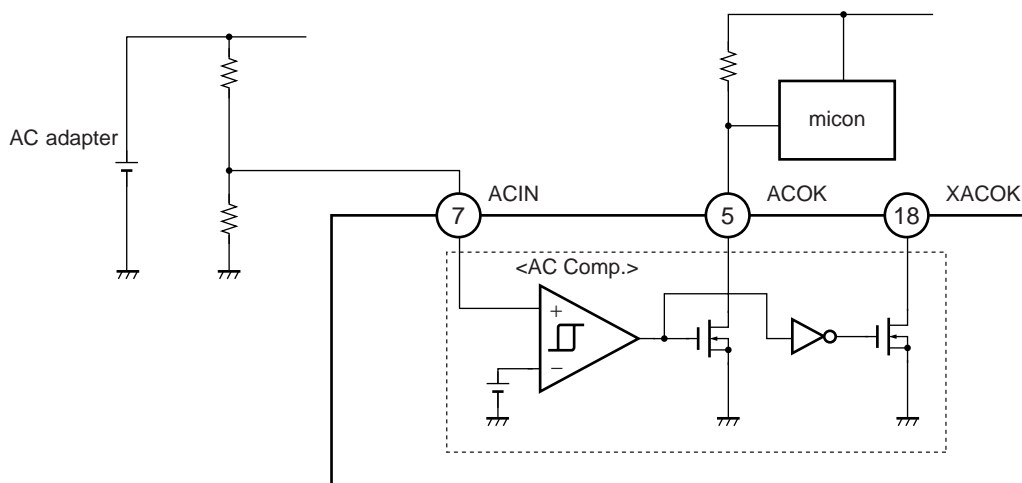 micon
AC adapter
ACIN
ACOK
XACOK
7
5
18
<AC Comp.>
+
−